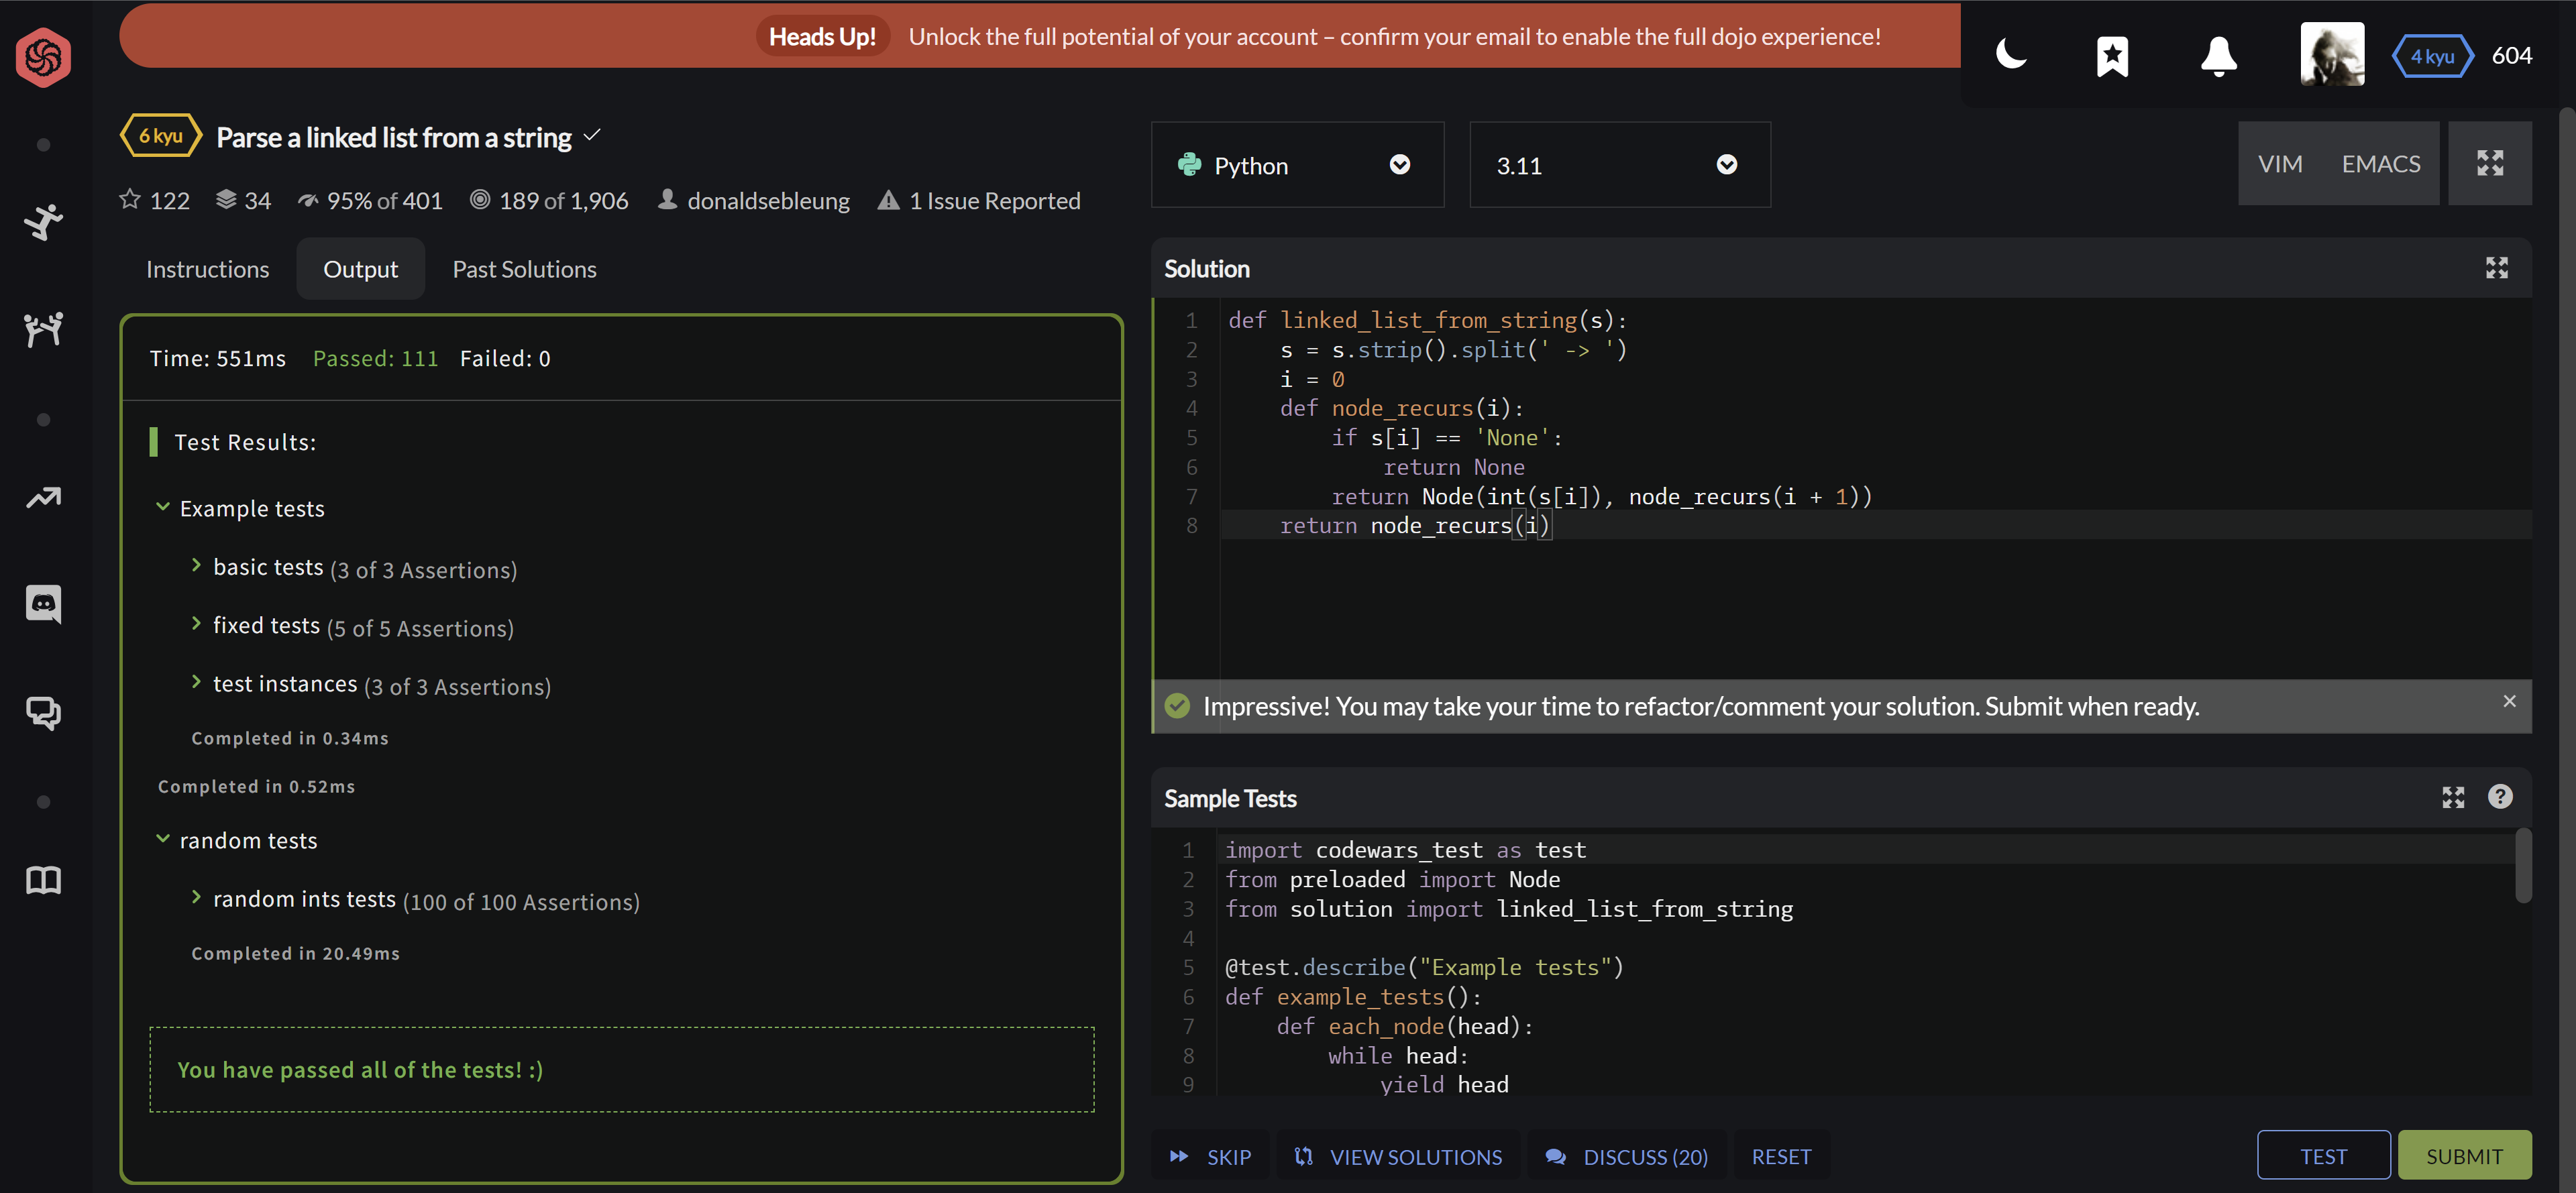 Heads Up! Unlock the full potential of your account – confirm your email to enable the full dojo experience!
4 kyu 604
6 kyu Parse a linked list from a string
122 34 95% of 401 189 of 1,906 donaldsebleung 1 Issue Reported
Instructions Output Past Solutions
Time: 551ms Passed: 111 Failed: 0
Test Results:
Example tests
basic tests (3 of 3 Assertions)
fixed tests (5 of 5 Assertions)
test instances (3 of 3 Assertions)
Completed in 0.34ms
Completed in 0.52ms
random tests
random ints tests (100 of 100 Assertions)
Completed in 20.49ms
You have passed all of the tests! :)
Python 3.11 VIM EMACS
Solution
1 def linked_list_from_string(s):
2 s = s.strip().split(' -> ')
3 i = 0
4 def node_recurs(i):
5 if s[i] == 'None':
6 return None
7 return Node(int(s[i]), node_recurs(i + 1))
8 return node_recurs(i)
Impressive! You may take your time to refactor/comment your solution. Submit when ready.
Sample Tests
1 import codewars_test as test
2 from preloaded import Node
3 from solution import linked_list_from_string
4
5 @test.describe("Example tests")
6 def example_tests():
7 def each_node(head):
8 while head:
9 yield head
SKIP VIEW SOLUTIONS DISCUSS (20) RESET TEST SUBMIT